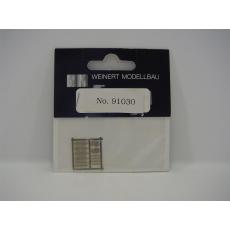 WEINERT MODELLBAU
No. 91030